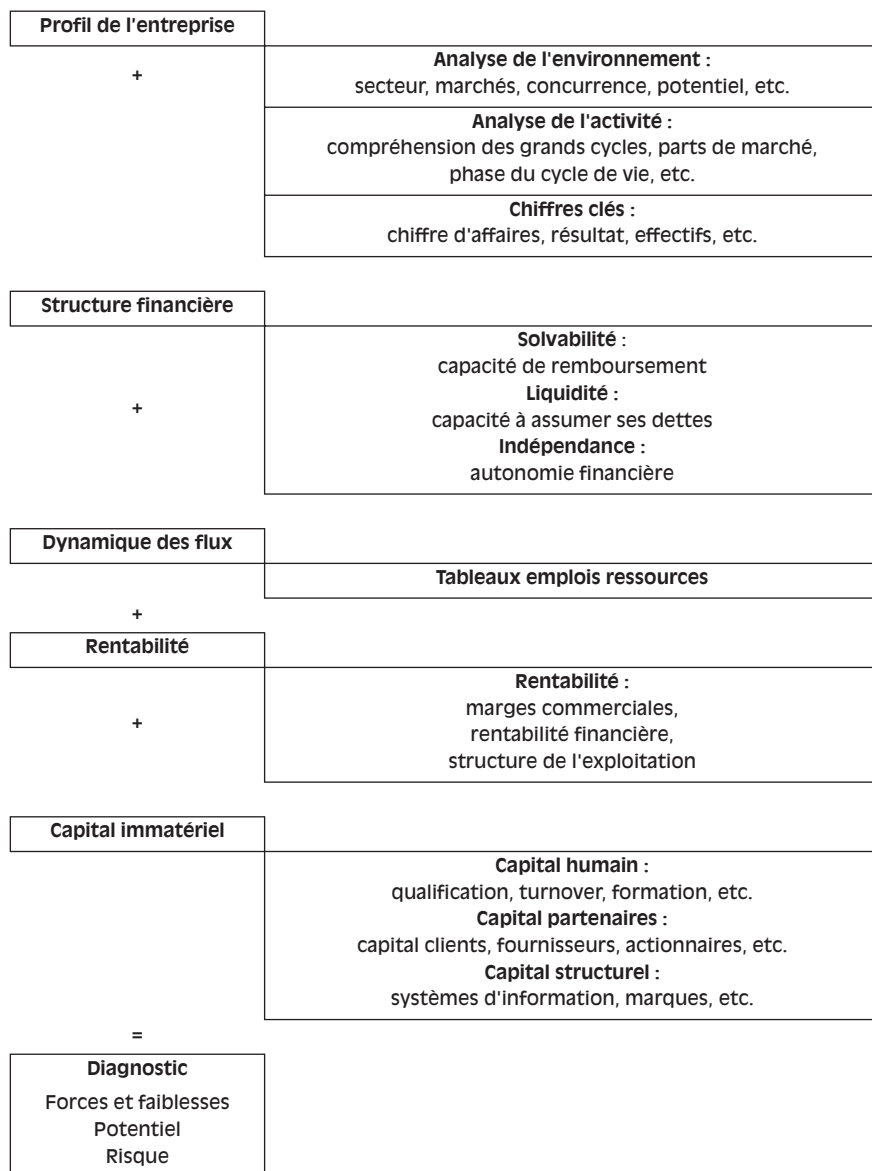 Profil de l'entreprise
+
Analyse de l'environnement :
secteur, marchés, concurrence, potentiel, etc.
Analyse de l'activité :
compréhension des grands cycles, parts de marché,
phase du cycle de vie, etc.
Chiffres clés :
chiffre d'affaires, résultat, effectifs, etc.
Structure financière
+
Solvabilité :
capacité de remboursement
Liquidité :
capacité à assumer ses dettes
Indépendance :
autonomie financière
Dynamique des flux
Tableaux emplois ressources
+
Rentabilité
+
Rentabilité :
marges commerciales,
rentabilité financière,
structure de l'exploitation
Capital immatériel
Capital humain :
qualification, turnover, formation, etc.
Capital partenaires :
capital clients, fournisseurs, actionnaires, etc.
Capital structurel :
systèmes d'information, marques, etc.
=
Diagnostic
Forces et faiblesses
Potentiel
Risque